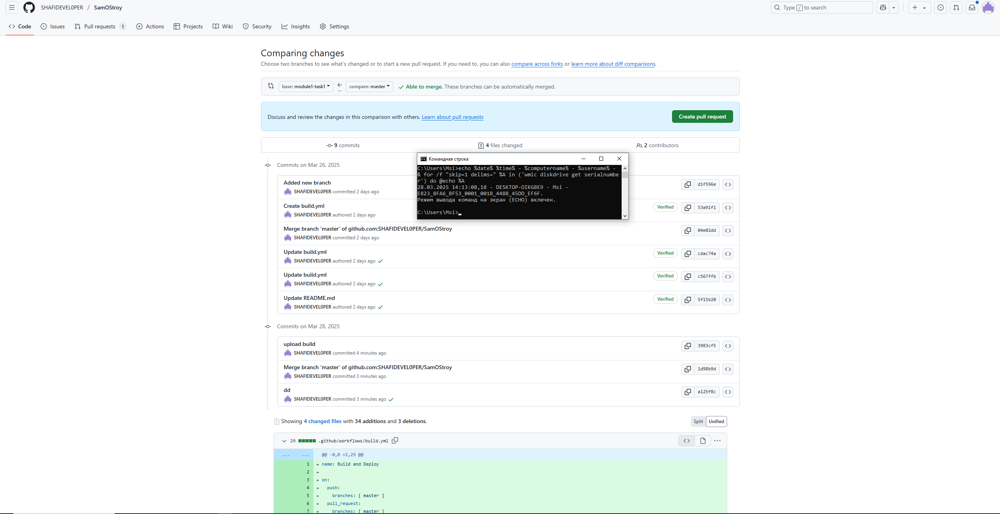 SHAFIDEVEL0PER / SamOStroy
Type / to search
Code Issues Pull requests 1 Actions Projects Wiki Security Insights Settings
Comparing changes
Choose two branches to see what's changed or to start a new pull request. If you need to, you can also compare across forks or learn more about diff comparisons.
base: module1-task1 ... compare: master Able to merge. These branches can be automatically merged.
Discuss and review the changes in this comparison with others. Learn about pull requests
Create pull request
9 commits 4 files changed 2 contributors
Commits on Mar 26, 2025
Командная строка
C:\Users\Msi>echo %date% %time% - %computername% - %username% -
& for /f "skip=1 delims=" %A in ('wmic diskdrive get serialnumbe
r') do @echo %A
28.03.2025 14:13:08,18 - DESKTOP-OIKG8E9 - Msi -
E823_8FA6_BF53_0001_001B_448B_45DD_EF6F.
Режим вывода команд на экран (ECHO) включен.
C:\Users\Msi>
Added new branch
SHAFIDEVEL0PER committed 2 days ago
d1f596e
Create build.yml
SHAFIDEVEL0PER authored 2 days ago
Verified 53a91f1
Merge branch 'master' of github.com:SHAFIDEVEL0PER/SamOStroy
SHAFIDEVEL0PER committed 2 days ago
04e02dd
Update build.yml
SHAFIDEVEL0PER authored 2 days ago
Verified cdac74a
Update build.yml
SHAFIDEVEL0PER authored 2 days ago
Verified c567ffb
Update README.md
SHAFIDEVEL0PER authored 2 days ago
Verified 5f15b20
Commits on Mar 28, 2025
upload build
SHAFIDEVEL0PER committed 4 minutes ago
3983cf5
Merge branch 'master' of github.com:SHAFIDEVEL0PER/SamOStroy
SHAFIDEVEL0PER committed 3 minutes ago
1d98b9d
dd
SHAFIDEVEL0PER committed 3 minutes ago
a125f8c
Showing 4 changed files with 34 additions and 3 deletions.
Split Unified
29 .github/workflows/build.yml
... ... @@ -0,0 +1,29 @@
1 + name: Build and Deploy
2 +
3 + on:
4 + push:
5 + branches: [ master ]
6 + pull_request:
7 + branches: [ master ]